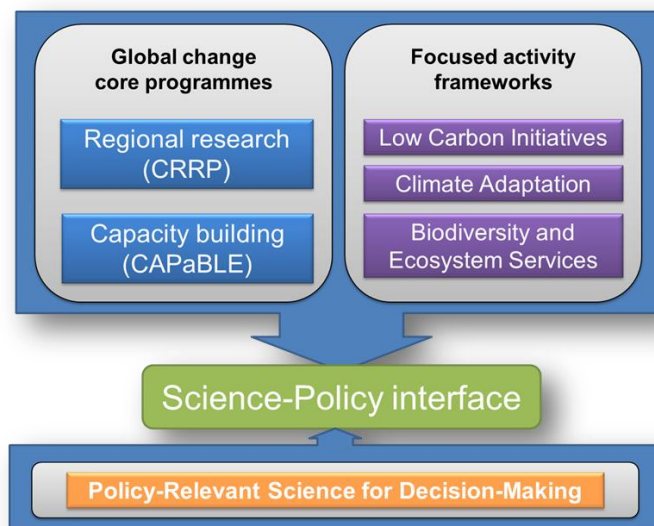 Global change
core programmes
Regional research
(CRRP)
Capacity building
(CAPaBLE)
Focused activity
frameworks
Low Carbon Initiatives
Climate Adaptation
Biodiversity and
Ecosystem Services
Science-Policy interface
Policy-Relevant Science for Decision-Making